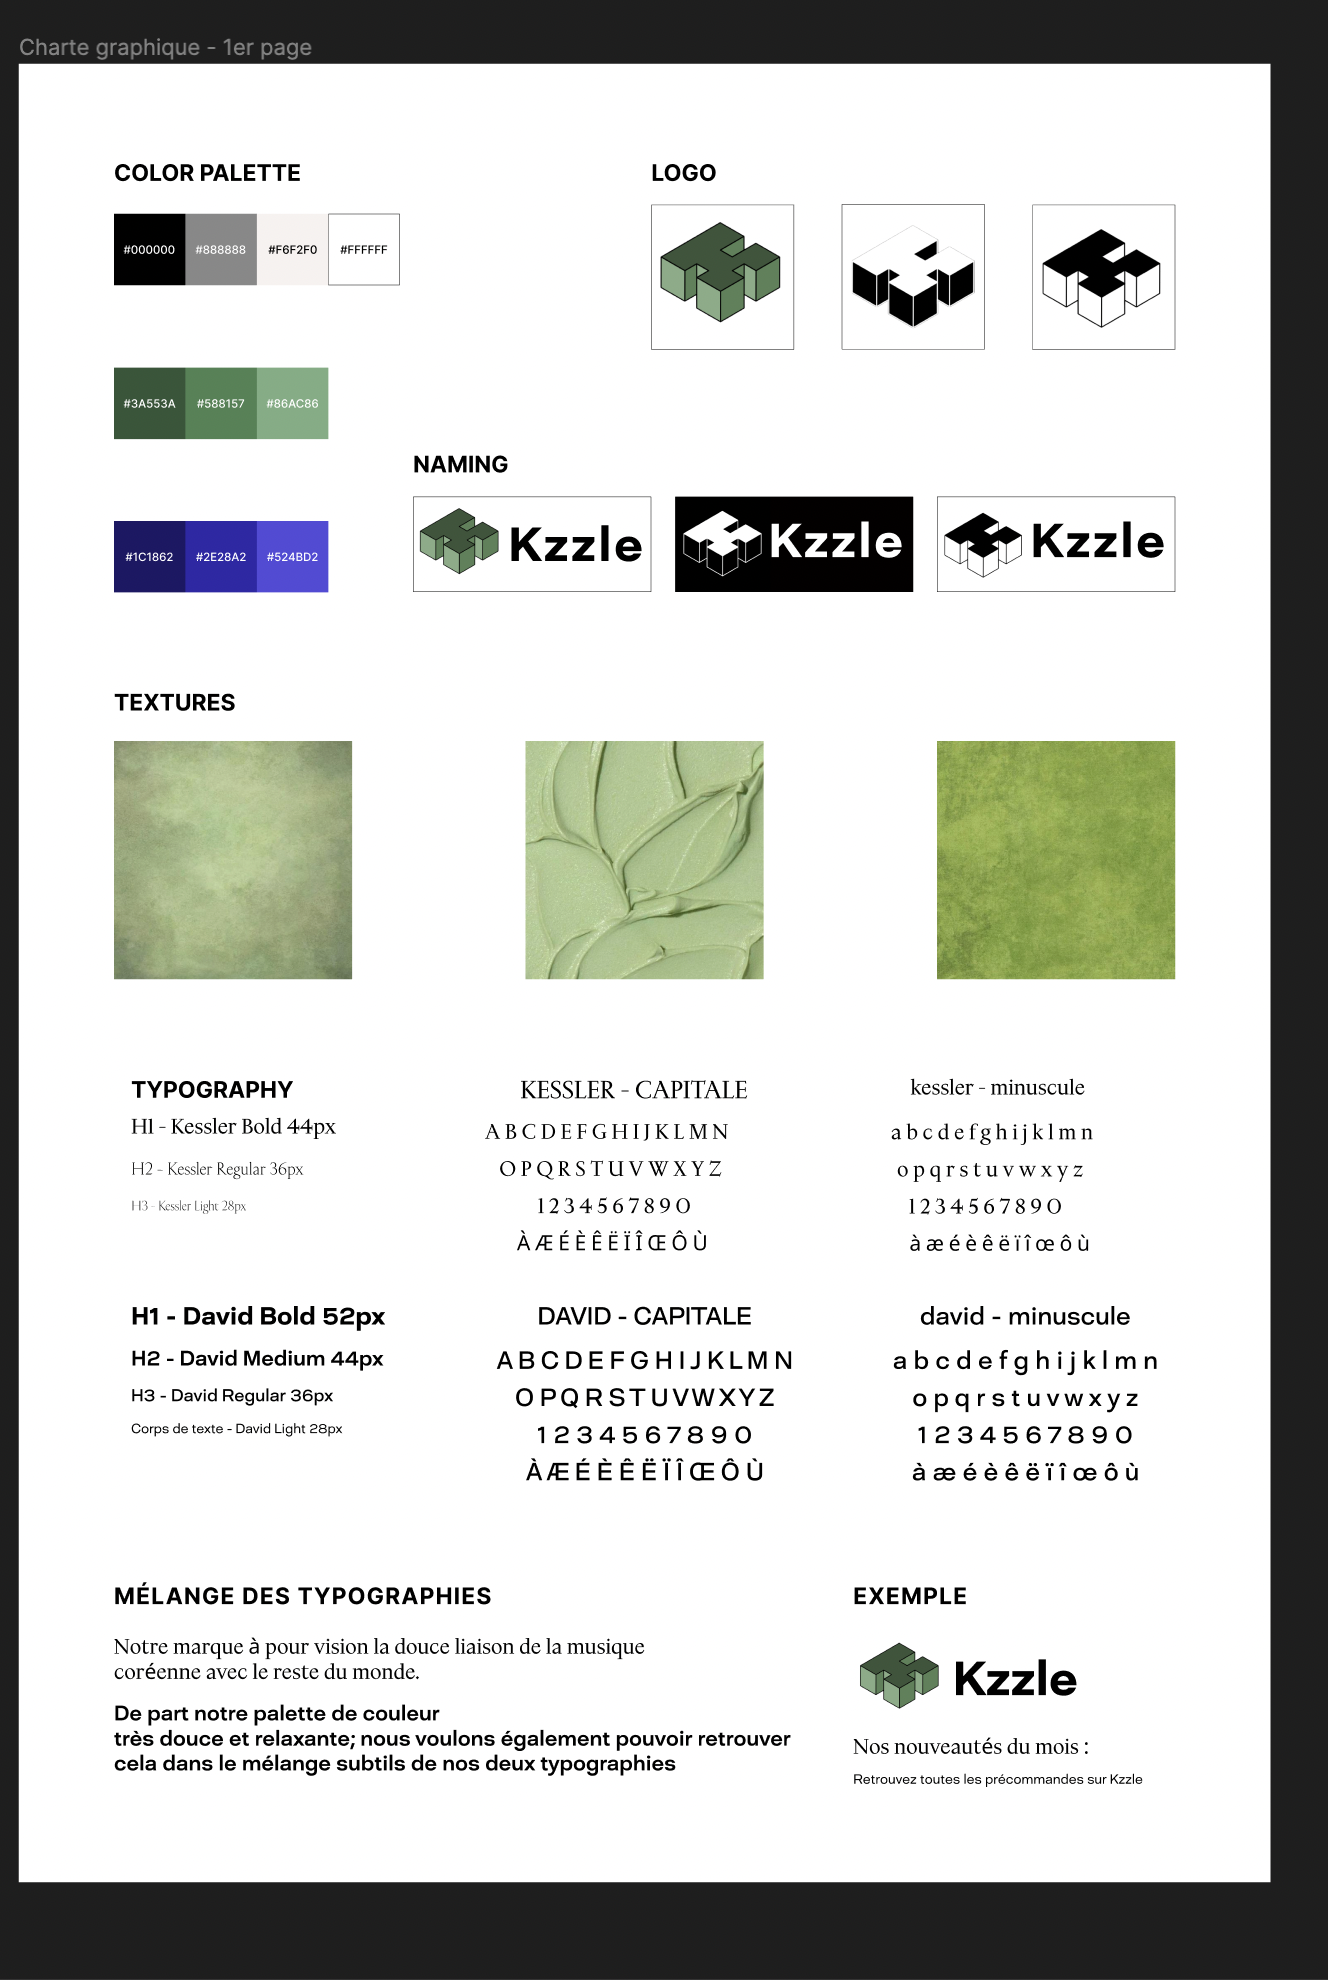 Charte graphique - 1er page
COLOR PALETTE
#000000 #888888 #F6F2F0 #FFFFFF
#3A553A #588157 #86AC86
#1C1862 #2E28A2 #524BD2
LOGO
NAMING
Kzzle
Kzzle
Kzzle
TEXTURES
TYPOGRAPHY
H1 - Kessler Bold 44px
H2 - Kessler Regular 36px
H3 - Kessler Light 28px
KESSLER - CAPITALE
A B C D E F G H I J K L M N
O P Q R S T U V W X Y Z
1 2 3 4 5 6 7 8 9 0
À Æ É È Ê Ë Ï Î Œ Ô Ù
kessler - minuscule
a b c d e f g h i j k l m n
o p q r s t u v w x y z
1 2 3 4 5 6 7 8 9 0
à æ é è ê ë ï î œ ô ù
H1 - David Bold 52px
H2 - David Medium 44px
H3 - David Regular 36px
Corps de texte - David Light 28px
DAVID - CAPITALE
A B C D E F G H I J K L M N
O P Q R S T U V W X Y Z
1 2 3 4 5 6 7 8 9 0
À Æ É È Ê Ë Ï Î Œ Ô Ù
david - minuscule
a b c d e f g h i j k l m n
o p q r s t u v w x y z
1 2 3 4 5 6 7 8 9 0
à æ é è ê ë ï î œ ô ù
MÉLANGE DES TYPOGRAPHIES
Notre marque à pour vision la douce liaison de la musique
coréenne avec le reste du monde.
De part notre palette de couleur
très douce et relaxante; nous voulons également pouvoir retrouver
cela dans le mélange subtils de nos deux typographies
EXEMPLE
Kzzle
Nos nouveautés du mois :
Retrouvez toutes les précommandes sur Kzzle